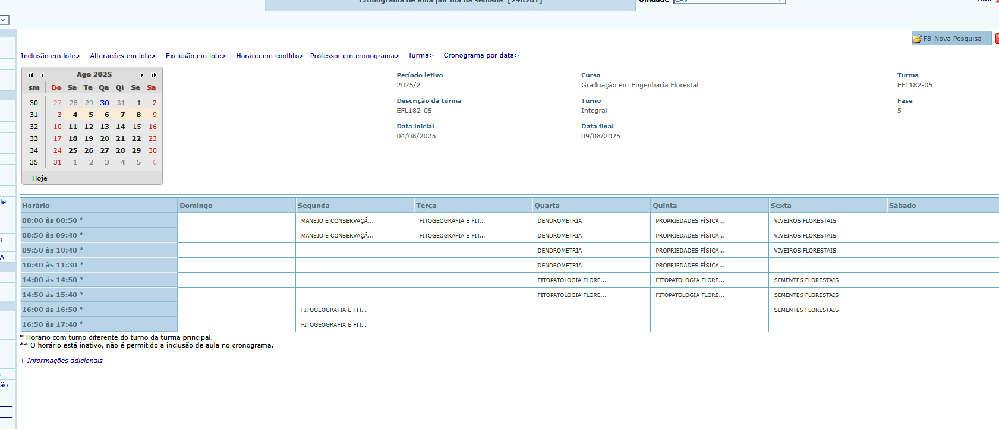 Cronograma de aula por dia da semana [298201]
Unidade CAV
F8-Nova Pesquisa
Inclusão em lote> Alterações em lote> Exclusão em lote> Horário em conflito> Professor em cronograma> Turma> Cronograma por data>
Ago 2025
sm Do Se Te Qa Qi Se Sa
30 27 28 29 30 31 1 2
31 3 4 5 6 7 8 9
32 10 11 12 13 14 15 16
33 17 18 19 20 21 22 23
34 24 25 26 27 28 29 30
35 31 1 2 3 4 5 6
Hoje
Período letivo Curso Turma
2025/2 Graduação em Engenharia Florestal EFL182-05
Descrição da turma Turno Fase
EFL182-05 Integral 5
Data inicial Data final
04/08/2025 09/08/2025
Horário Domingo Segunda Terça Quarta Quinta Sexta Sábado
08:00 às 08:50 * MANEJO E CONSERVAÇÃ... FITOGEOGRAFIA E FIT... DENDROMETRIA PROPRIEDADES FÍSICA... VIVEIROS FLORESTAIS
08:50 às 09:40 * MANEJO E CONSERVAÇÃ... FITOGEOGRAFIA E FIT... DENDROMETRIA PROPRIEDADES FÍSICA... VIVEIROS FLORESTAIS
09:50 às 10:40 * DENDROMETRIA PROPRIEDADES FÍSICA... VIVEIROS FLORESTAIS
10:40 às 11:30 * DENDROMETRIA PROPRIEDADES FÍSICA...
14:00 às 14:50 * FITOPATOLOGIA FLORE... FITOPATOLOGIA FLORE... SEMENTES FLORESTAIS
14:50 às 15:40 * FITOPATOLOGIA FLORE... FITOPATOLOGIA FLORE... SEMENTES FLORESTAIS
16:00 às 16:50 * FITOGEOGRAFIA E FIT... SEMENTES FLORESTAIS
16:50 às 17:40 * FITOGEOGRAFIA E FIT...
* Horário com turno diferente do turno da turma principal.
** O horário está inativo, não é permitido a inclusão de aula no cronograma.
+ Informações adicionais
de
g
A
ão